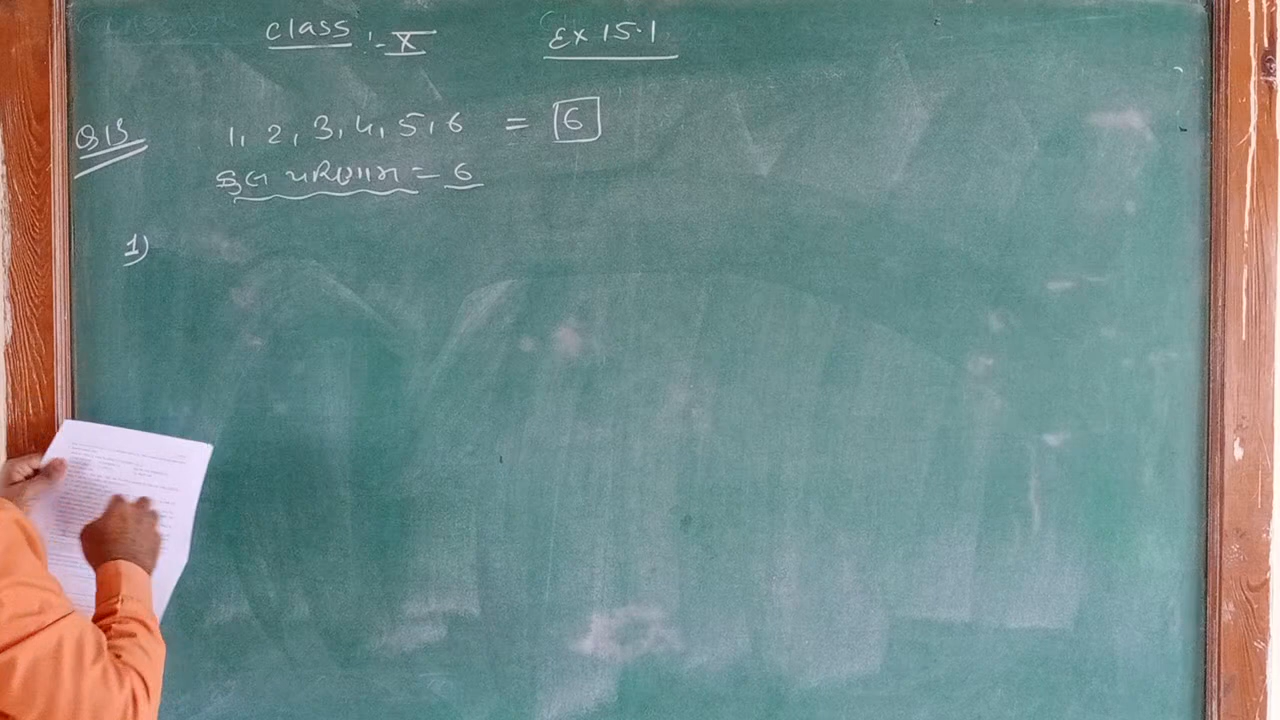 class :- X Ex 15.1
Q13 1, 2, 3, 4, 5, 6 = 6
કુલ પરિણામ = 6
1)